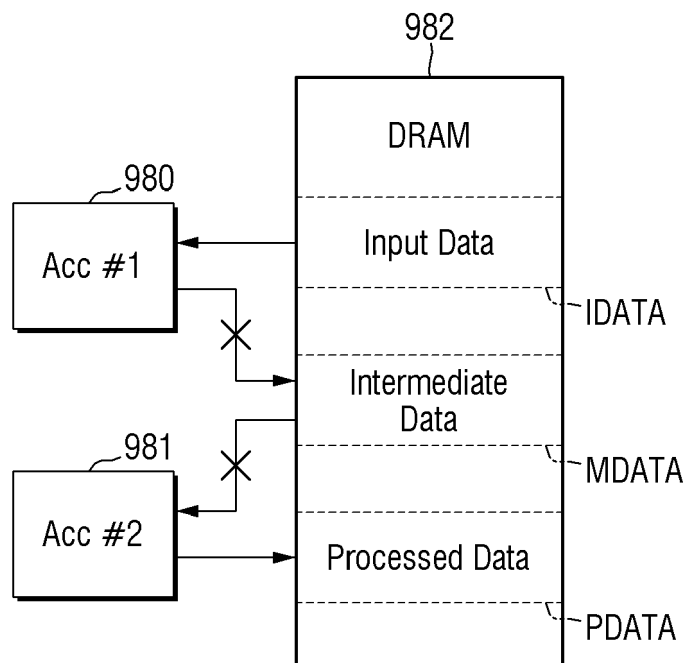 982
DRAM
980
Acc #1
Input Data
IDATA
Intermediate
Data
981
MDATA
Acc #2
Processed Data
PDATA